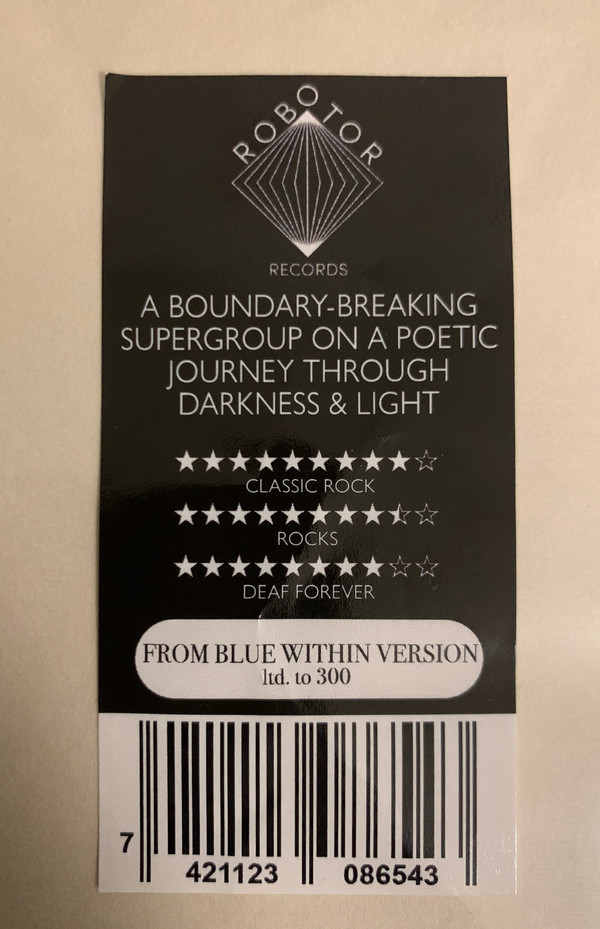 ROBOTOR
RECORDS
A BOUNDARY-BREAKING
SUPERGROUP ON A POETIC
JOURNEY THROUGH
DARKNESS & LIGHT
CLASSIC ROCK
ROCKS
DEAF FOREVER
FROM BLUE WITHIN VERSION
ltd. to 300
7 421123 086543